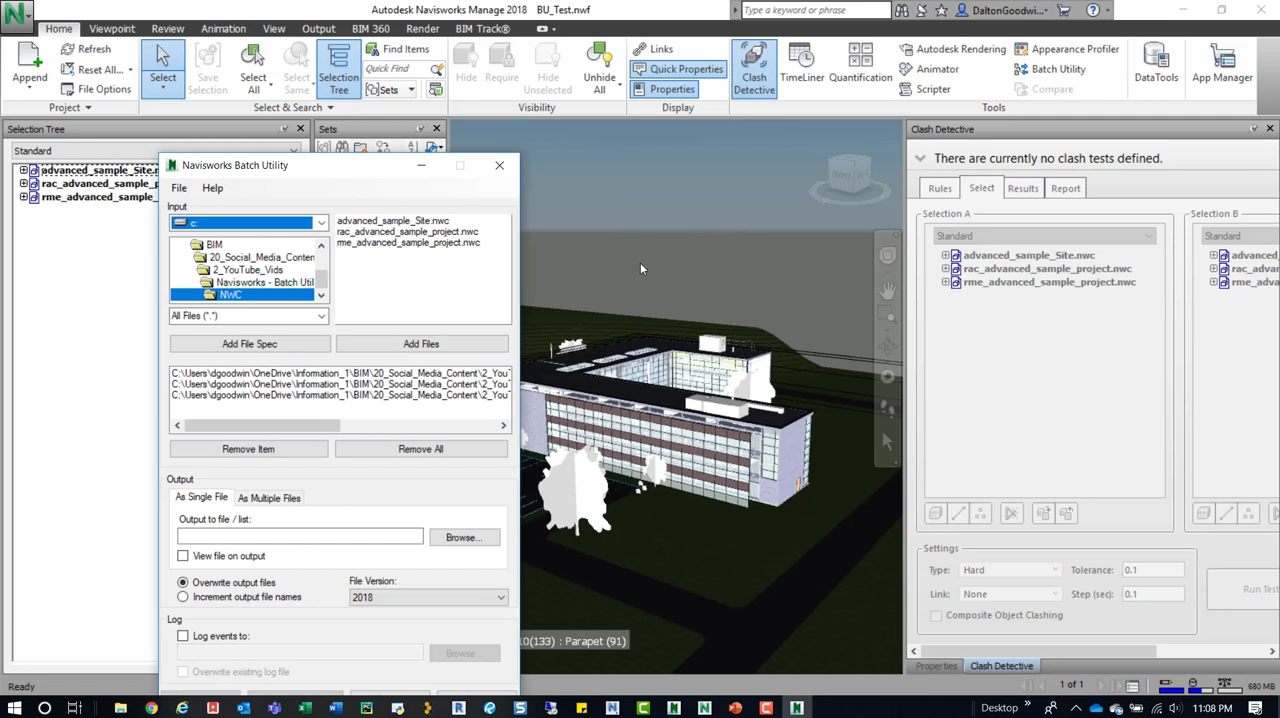 Autodesk Navisworks Manage 2018 BU_Test.nwf
Type a keyword or phrase
DaltonGoodwi...
Home Viewpoint Review Animation View Output BIM 360 Render BIM Track®
Append
Refresh
Reset All...
File Options
Project
Select
Save Selection
Select All
Select Same
Selection Tree
Find Items
Quick Find
Sets
Select & Search
Hide
Require
Hide Unselected
Unhide All
Visibility
Links
Quick Properties
Properties
Display
Clash Detective
TimeLiner
Quantification
Autodesk Rendering
Animator
Scripter
Appearance Profiler
Batch Utility
Compare
Tools
DataTools
App Manager
Selection Tree
Standard
advanced_sample_Site.n
rac_advanced_sample_p
rme_advanced_sample_
Sets
Navisworks Batch Utility
File Help
Input
c:
BIM
20_Social_Media_Conten
2_YouTube_Vids
Navisworks - Batch Util
NWC
All Files (*.*)
advanced_sample_Site.nwc
rac_advanced_sample_project.nwc
rme_advanced_sample_project.nwc
Add File Spec Add Files
C:\Users\dgoodwin\OneDrive\Information_1\BIM\20_Social_Media_Content\2_You
C:\Users\dgoodwin\OneDrive\Information_1\BIM\20_Social_Media_Content\2_You
C:\Users\dgoodwin\OneDrive\Information_1\BIM\20_Social_Media_Content\2_You
Remove Item Remove All
Output
As Single File As Multiple Files
Output to file / list:
Browse...
View file on output
Overwrite output files
Increment output file names
File Version:
2018
Log
Log events to:
Browse...
Overwrite existing log file
10(133) : Parapet (91)
Clash Detective
There are currently no clash tests defined.
Rules Select Results Report
Selection A
Standard
advanced_sample_Site.nwc
rac_advanced_sample_project.nwc
rme_advanced_sample_project.nwc
Selection B
Standard
advanced
rac_adva
rme_adva
Settings
Type: Hard Tolerance: 0.1
Link: None Step (sec): 0.1
Composite Object Clashing
Run Test
Properties Clash Detective
Ready
1 of 1
680 MB
Desktop
11:08 PM